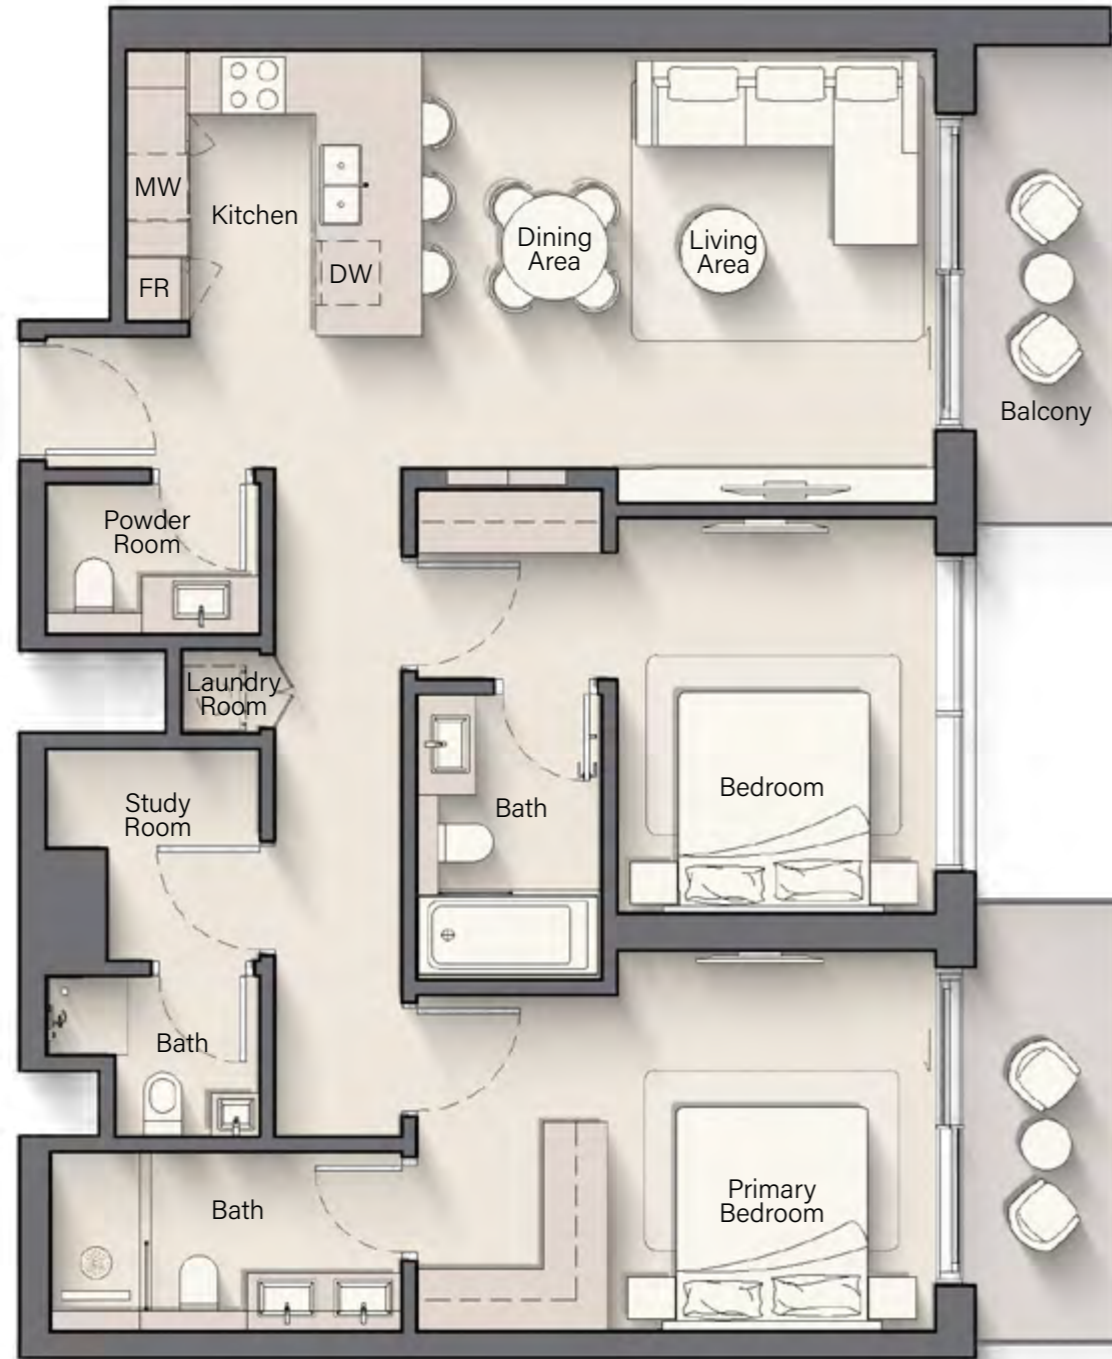 MW
Kitchen
FR
DW
Dining
Area
Living
Area
Balcony
Powder
Room
Laundry
Room
Study
Room
Bath
Bedroom
Bath
Bath
Primary
Bedroom